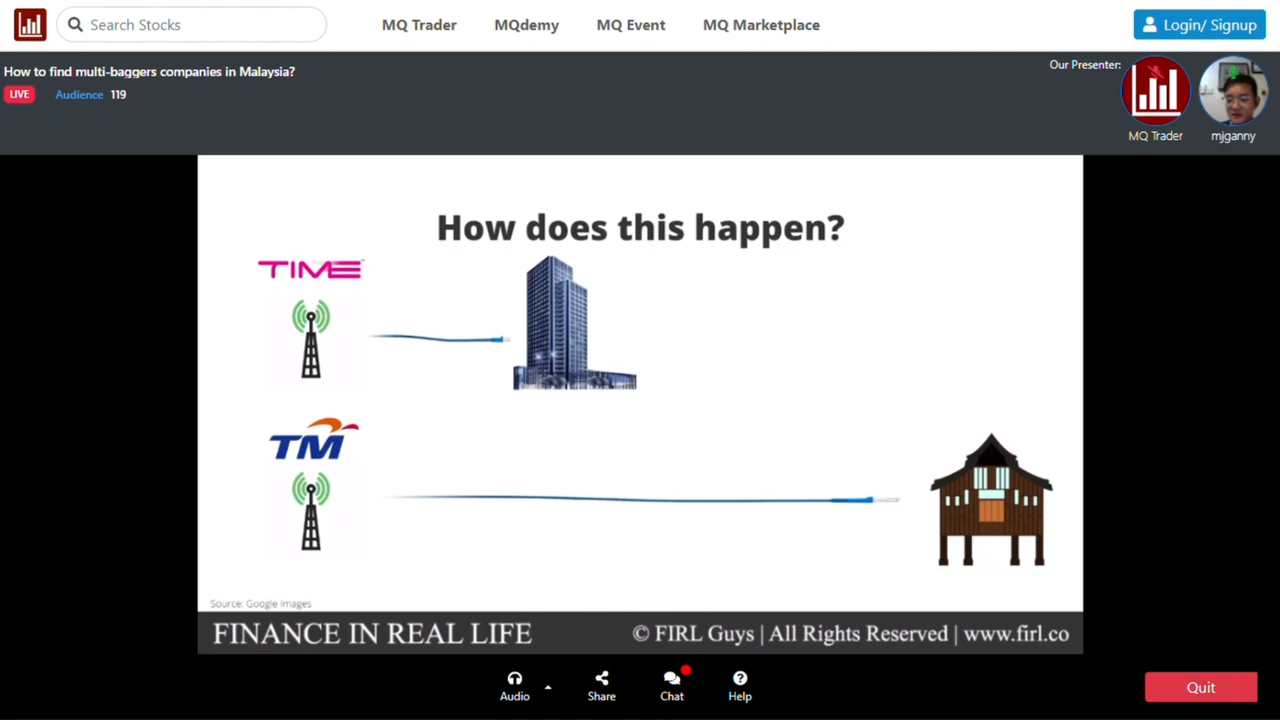 Search Stocks
MQ Trader
MQdemy
MQ Event
MQ Marketplace
Login/ Signup
How to find multi-baggers companies in Malaysia?
LIVE
Audience 119
Our Presenter:
MQ Trader
mjganny
How does this happen?
TIME
TM
Source: Google Images
FINANCE IN REAL LIFE
© FIRL Guys | All Rights Reserved | www.firl.co
Audio
Share
Chat
Help
Quit